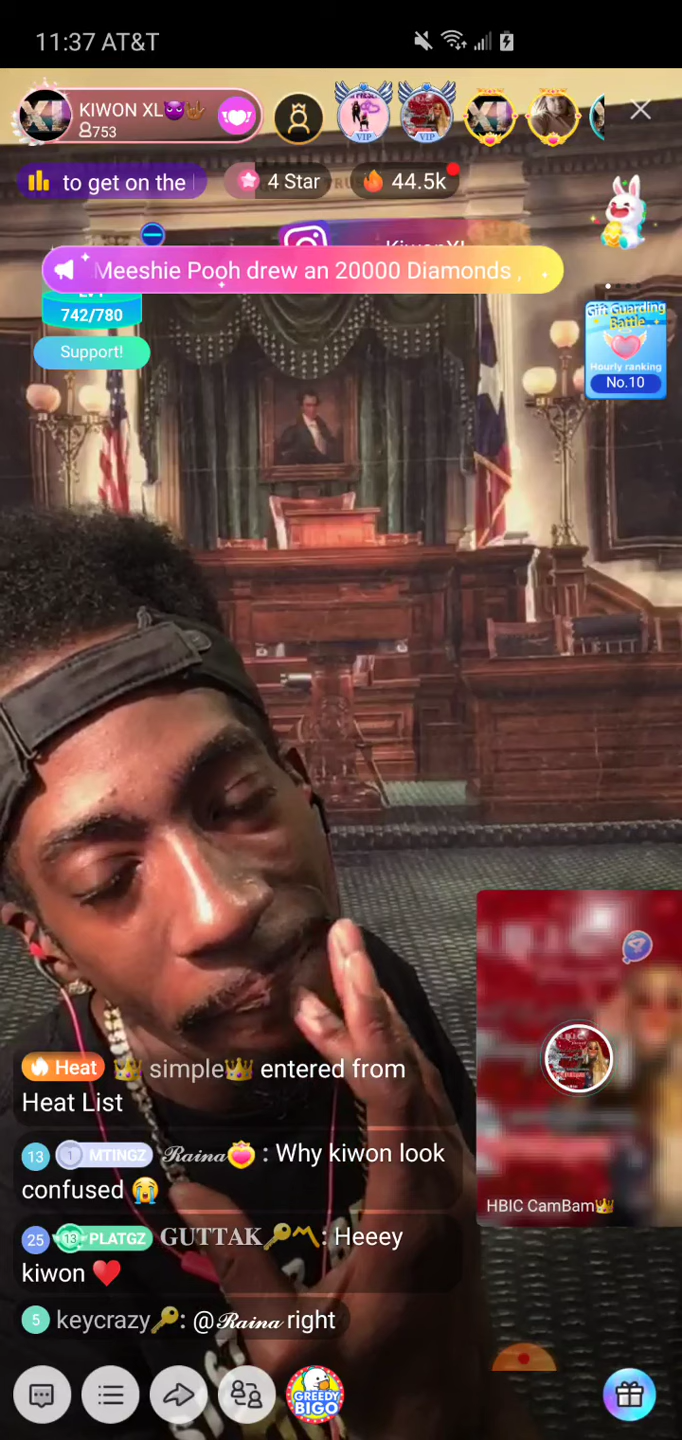 11:37 AT&T
KIWON XL😈🤟🏾
753
VIP
VIP
to get on the
4 Star
44.5k
Meeshie Pooh drew an 20000 Diamonds ,
742/780
Support!
Gift Guarding
Battle
Hourly ranking
No.10
Heat 👑 simple👑 entered from
Heat List
13 1 MTINGZ 𝓡𝓪𝓲𝓷𝓪🍑 : Why kiwon look
confused 😭
25 13 PLATGZ 𝐆𝐔𝐓𝐓𝐀𝐊🔑〽️: Heeey
kiwon ❤️
5 keycrazy🔑: @𝓡𝓪𝓲𝓷𝓪 right
HBIC CamBam👑
GREEDY
BIGO